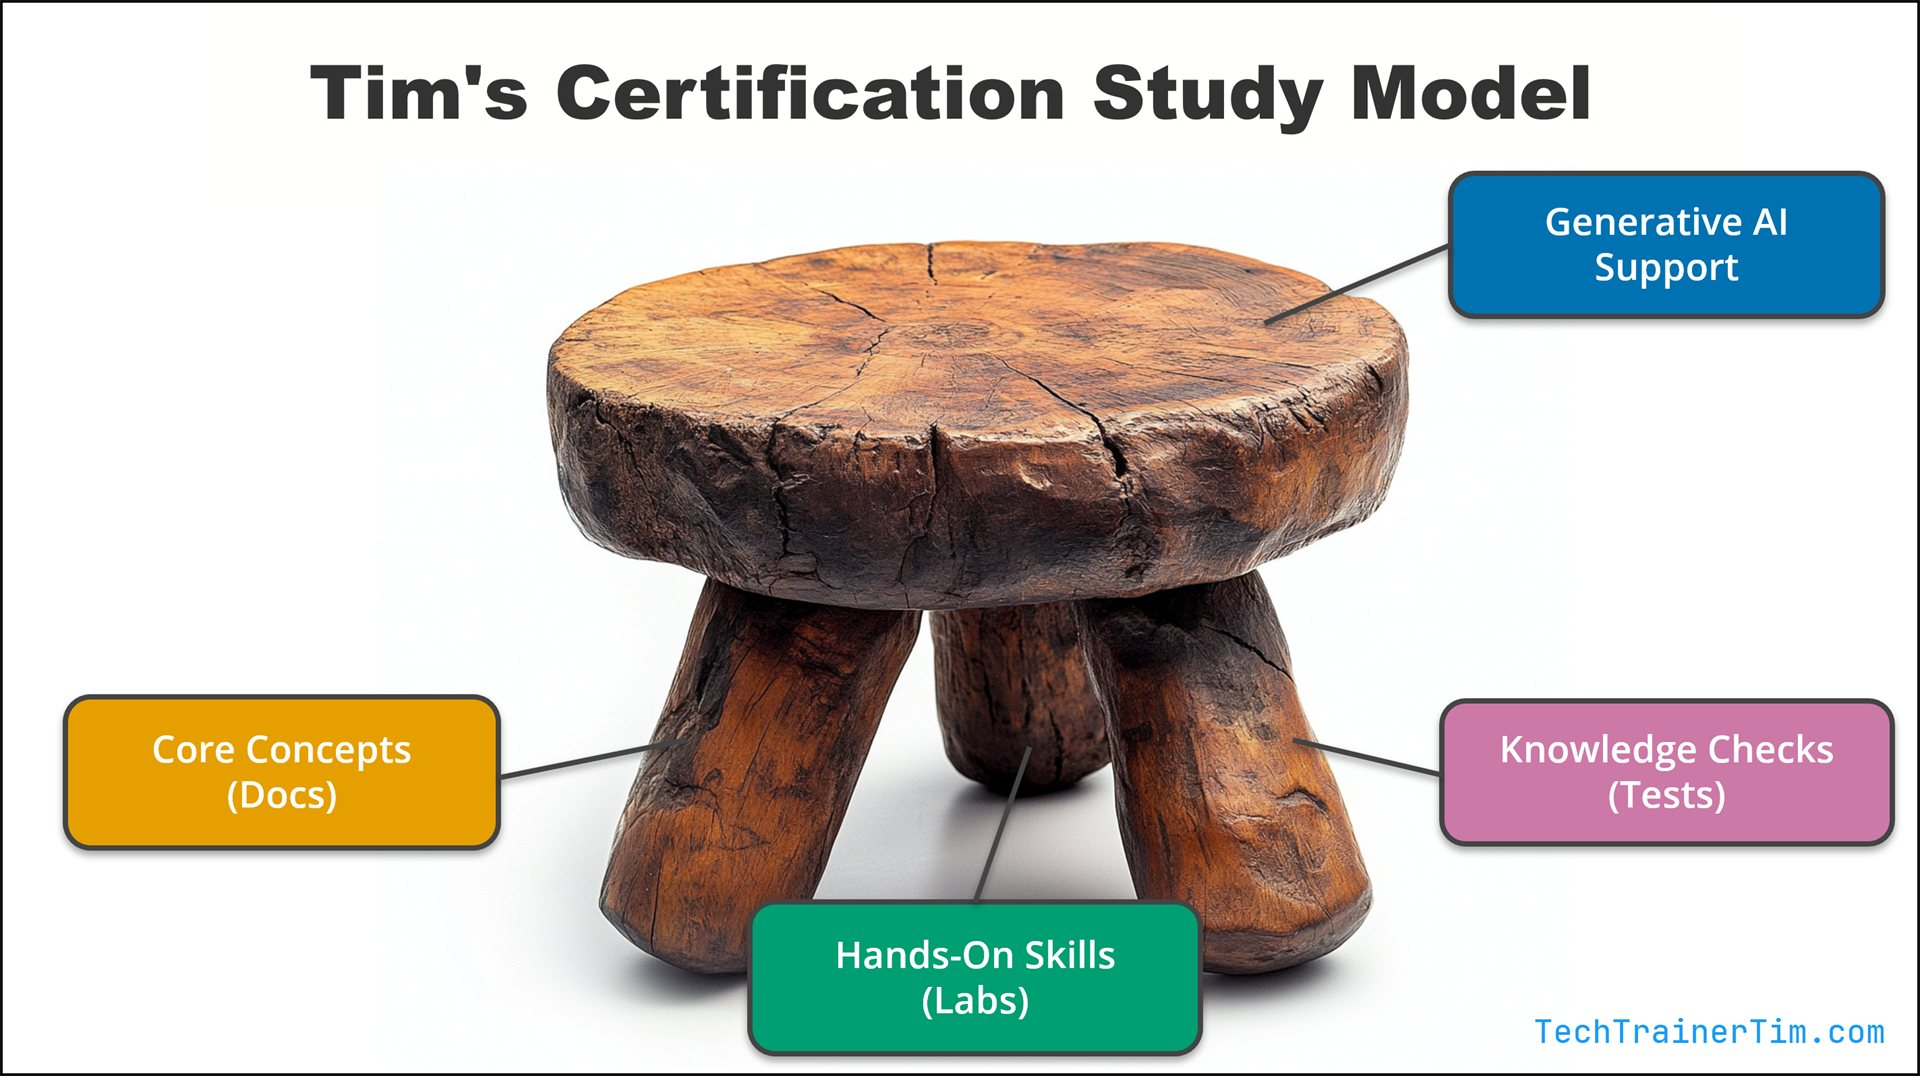 Tim's Certification Study Model
Generative AI
Support
Core Concepts
(Docs)
Knowledge Checks
(Tests)
Hands-On Skills
(Labs)
TechTrainerTim.com